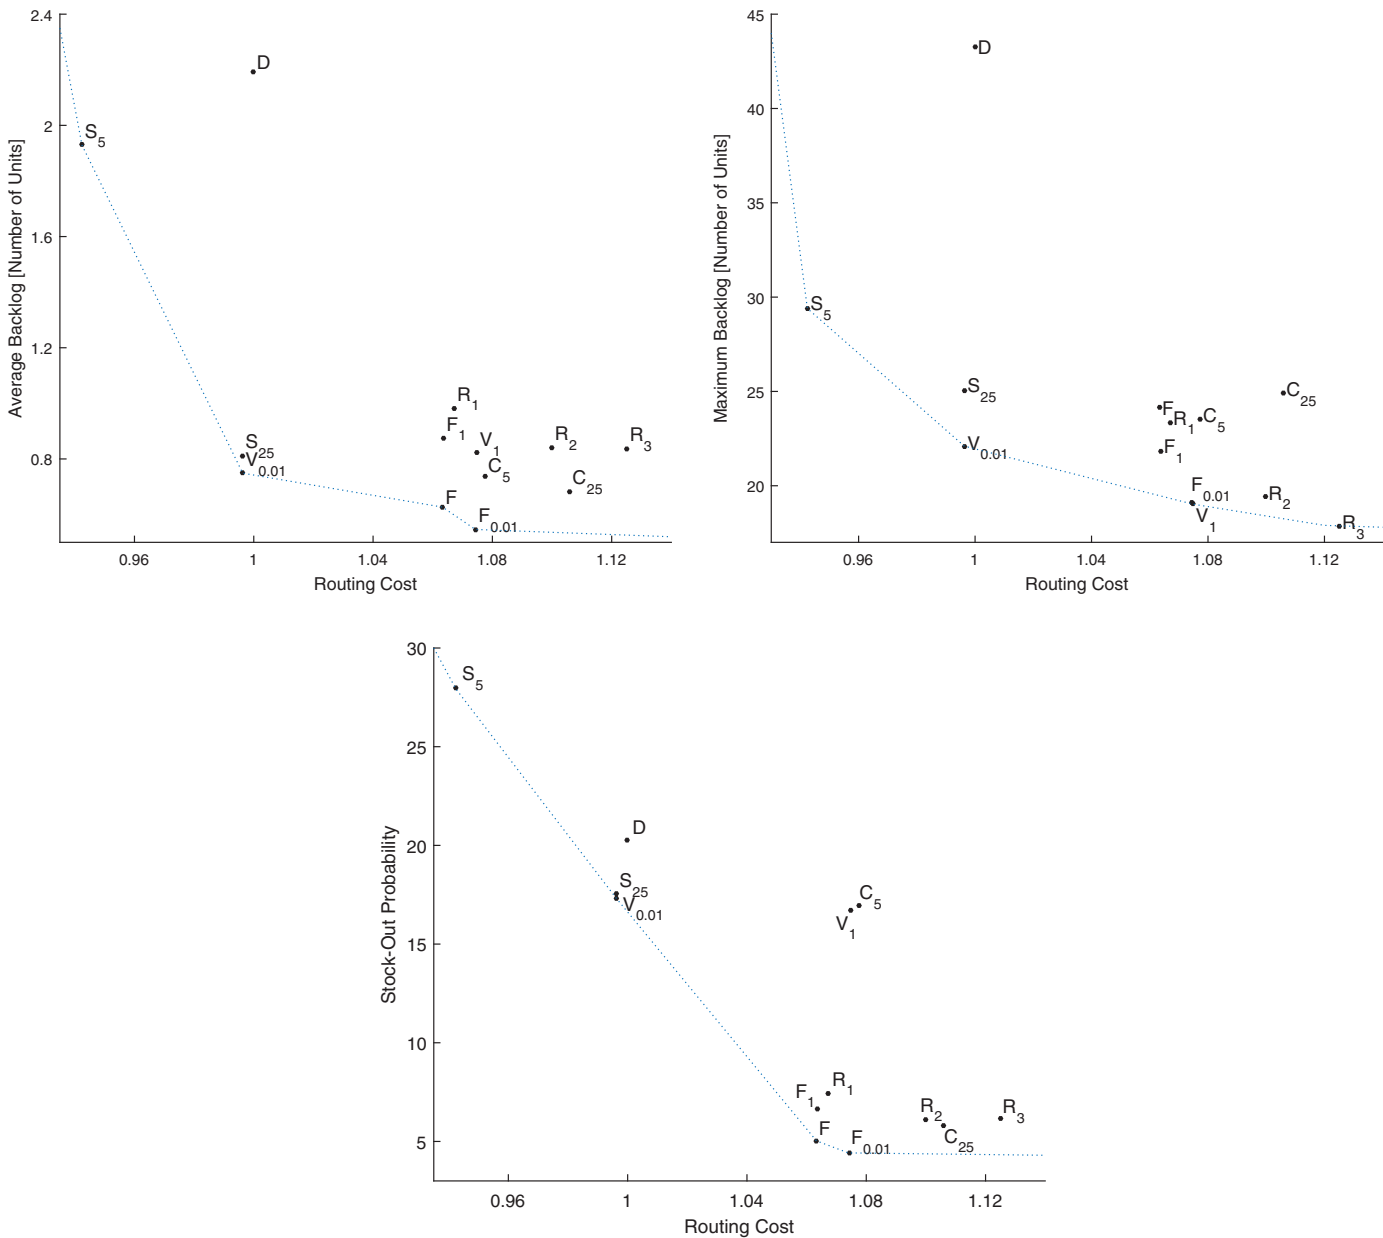 2.4
D
S5
2
Average Backlog [Number of Units]
1.6
1.2
R1
F1
V1
R2
R3
S25
V0.01
0.8
C5
C25
F
F0.01
0.96
1
1.04
1.08
1.12
Routing Cost
45
D
40
Maximum Backlog [Number of Units]
35
30
S5
25
S25
C25
F
R1
C5
V0.01
F1
20
F0.01
V1
R2
R3
0.96
1
1.04
1.08
1.12
Routing Cost
30
S5
25
Stock-Out Probability
20
D
S25
V0.01
C5
V1
15
10
F1
R1
R2
R3
5
F
F0.01
C25
0.96
1
1.04
1.08
1.12
Routing Cost